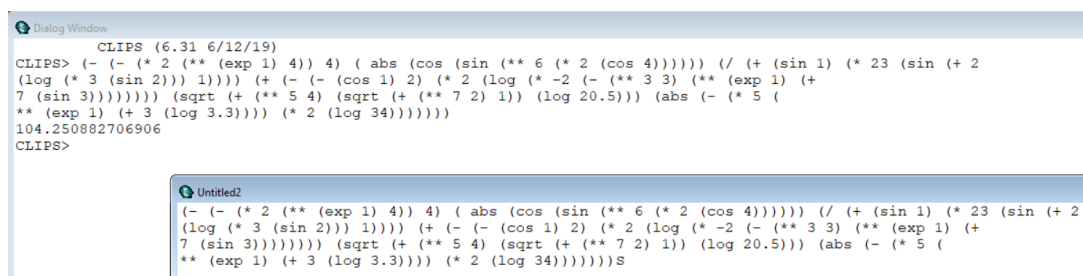 Dialog Window
CLIPS (6.31 6/12/19)
CLIPS> (- (- (* 2 (** (exp 1) 4)) 4) ( abs (cos (sin (** 6 (* 2 (cos 4)))))) (/ (+ (sin 1) (* 23 (sin (+ 2
(log (* 3 (sin 2))) 1)))) (+ (- (- (cos 1) 2) (* 2 (log (* -2 (- (** 3 3) (** (exp 1) (+
7 (sin 3)))))))) (sqrt (+ (** 5 4) (sqrt (+ (** 7 2) 1)) (log 20.5))) (abs (- (* 5 (
** (exp 1) (+ 3 (log 3.3)))) (* 2 (log 34)))))))
104.250882706906
CLIPS>
Untitled2
(- (- (* 2 (** (exp 1) 4)) 4) ( abs (cos (sin (** 6 (* 2 (cos 4)))))) (/ (+ (sin 1) (* 23 (sin (+ 2
(log (* 3 (sin 2))) 1)))) (+ (- (- (cos 1) 2) (* 2 (log (* -2 (- (** 3 3) (** (exp 1) (+
7 (sin 3)))))))) (sqrt (+ (** 5 4) (sqrt (+ (** 7 2) 1)) (log 20.5))) (abs (- (* 5 (
** (exp 1) (+ 3 (log 3.3)))) (* 2 (log 34)))))))S